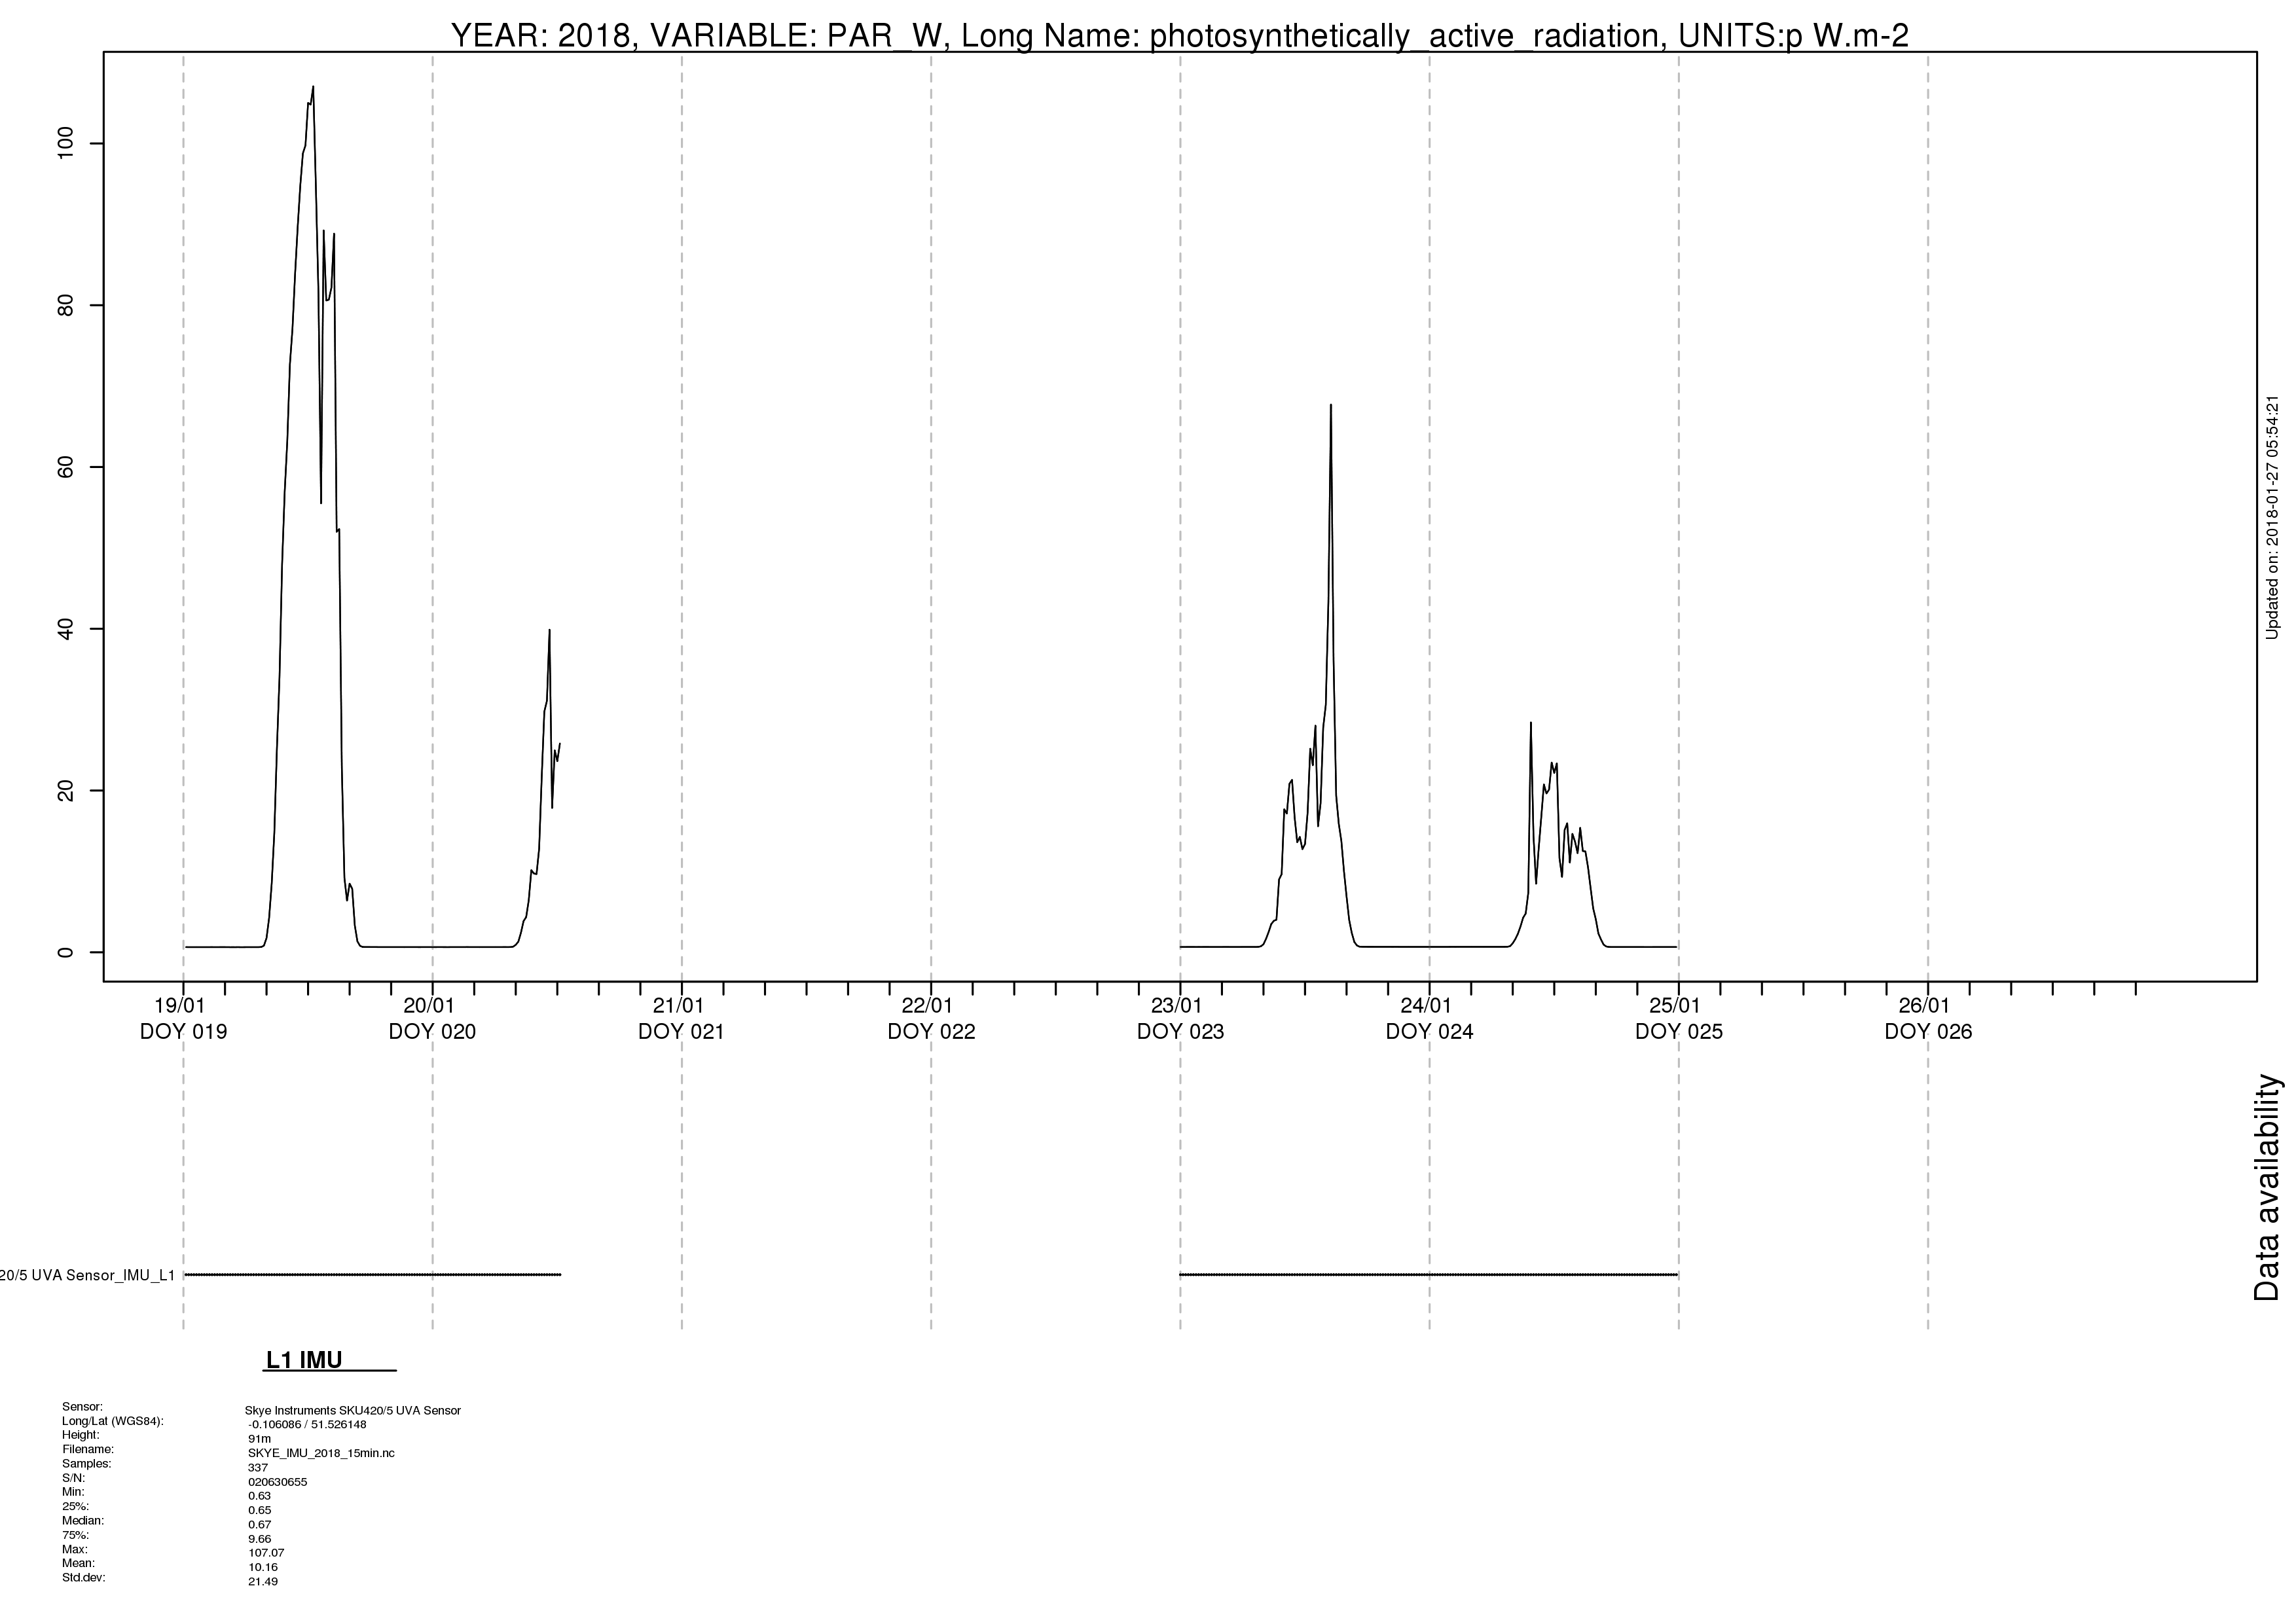 YEAR: 2018, VARIABLE: PAR_W, Long Name: photosynthetically_active_radiation, UNITS:p W.m-2
100
80
60
40
20
0
Updated on: 2018-01-27 05:54:21
19/01 20/01 21/01 22/01 23/01 24/01 25/01 26/01
DOY 019 DOY 020 DOY 021 DOY 022 DOY 023 DOY 024 DOY 025 DOY 026
Data availability
20/5 UVA Sensor_IMU_L1
L1 IMU
Sensor: Skye Instruments SKU420/5 UVA Sensor
Long/Lat (WGS84): -0.106086 / 51.526148
Height: 91m
Filename: SKYE_IMU_2018_15min.nc
Samples: 337
S/N: 020630655
Min: 0.63
25%: 0.65
Median: 0.67
75%: 9.66
Max: 107.07
Mean: 10.16
Std.dev: 21.49